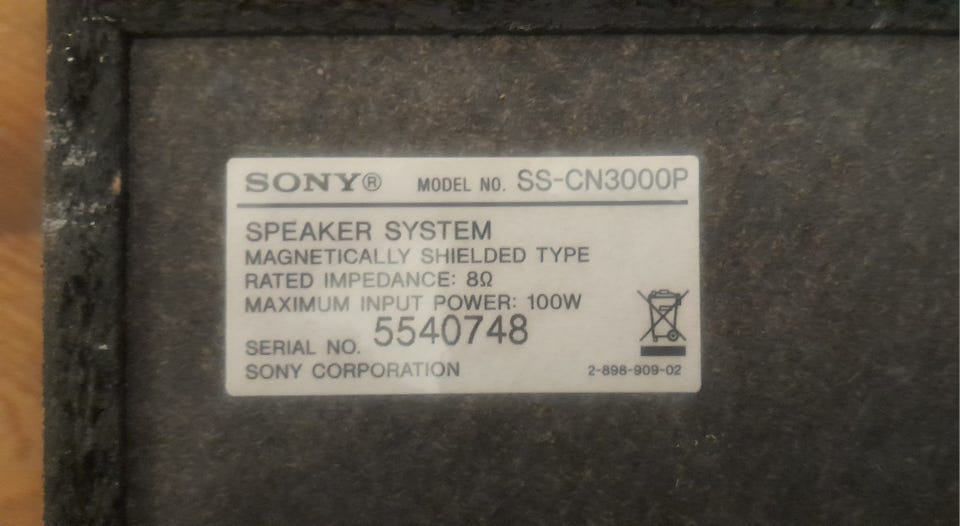 SONY® MODEL NO. SS-CN3000P
SPEAKER SYSTEM
MAGNETICALLY SHIELDED TYPE
RATED IMPEDANCE: 8Ω
MAXIMUM INPUT POWER: 100W
SERIAL NO. 5540748
SONY CORPORATION 2-898-909-02